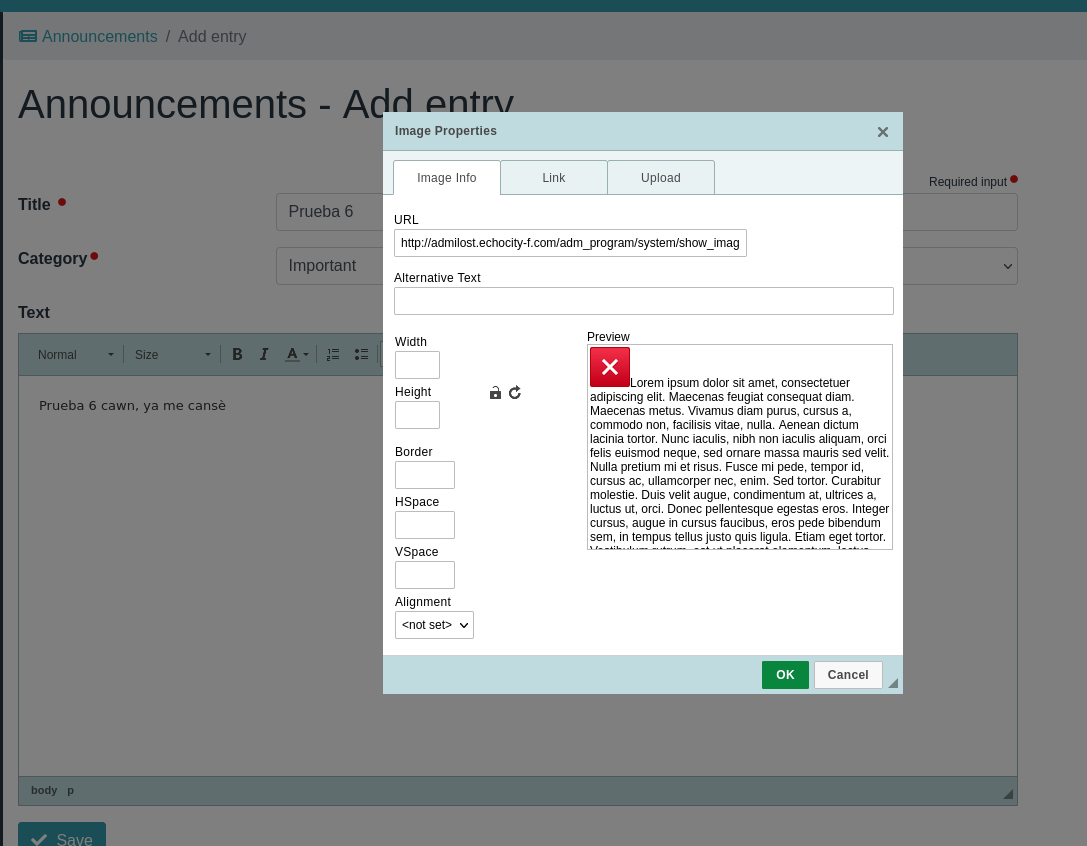 Announcements / Add entry
Announcements - Add entry
Image Properties
Image Info
Link
Upload
Required input
Title
Prueba 6
Category
Important
Text
Normal
Size
B I A
Prueba 6 cawn, ya me cansè
URL
http://admilost.echocity-f.com/adm_program/system/show_imag
Alternative Text
Width
Height
Border
HSpace
VSpace
Alignment
<not set>
Preview
Lorem ipsum dolor sit amet, consectetuer
adipiscing elit. Maecenas feugiat consequat diam.
Maecenas metus. Vivamus diam purus, cursus a,
commodo non, facilisis vitae, nulla. Aenean dictum
lacinia tortor. Nunc iaculis, nibh non iaculis aliquam, orci
felis euismod neque, sed ornare massa mauris sed velit.
Nulla pretium mi et risus. Fusce mi pede, tempor id,
cursus ac, ullamcorper nec, enim. Sed tortor. Curabitur
molestie. Duis velit augue, condimentum at, ultrices a,
luctus ut, orci. Donec pellentesque egestas eros. Integer
cursus, augue in cursus faucibus, eros pede bibendum
sem, in tempus tellus justo quis ligula. Etiam eget tortor.
OK
Cancel
body p
Save